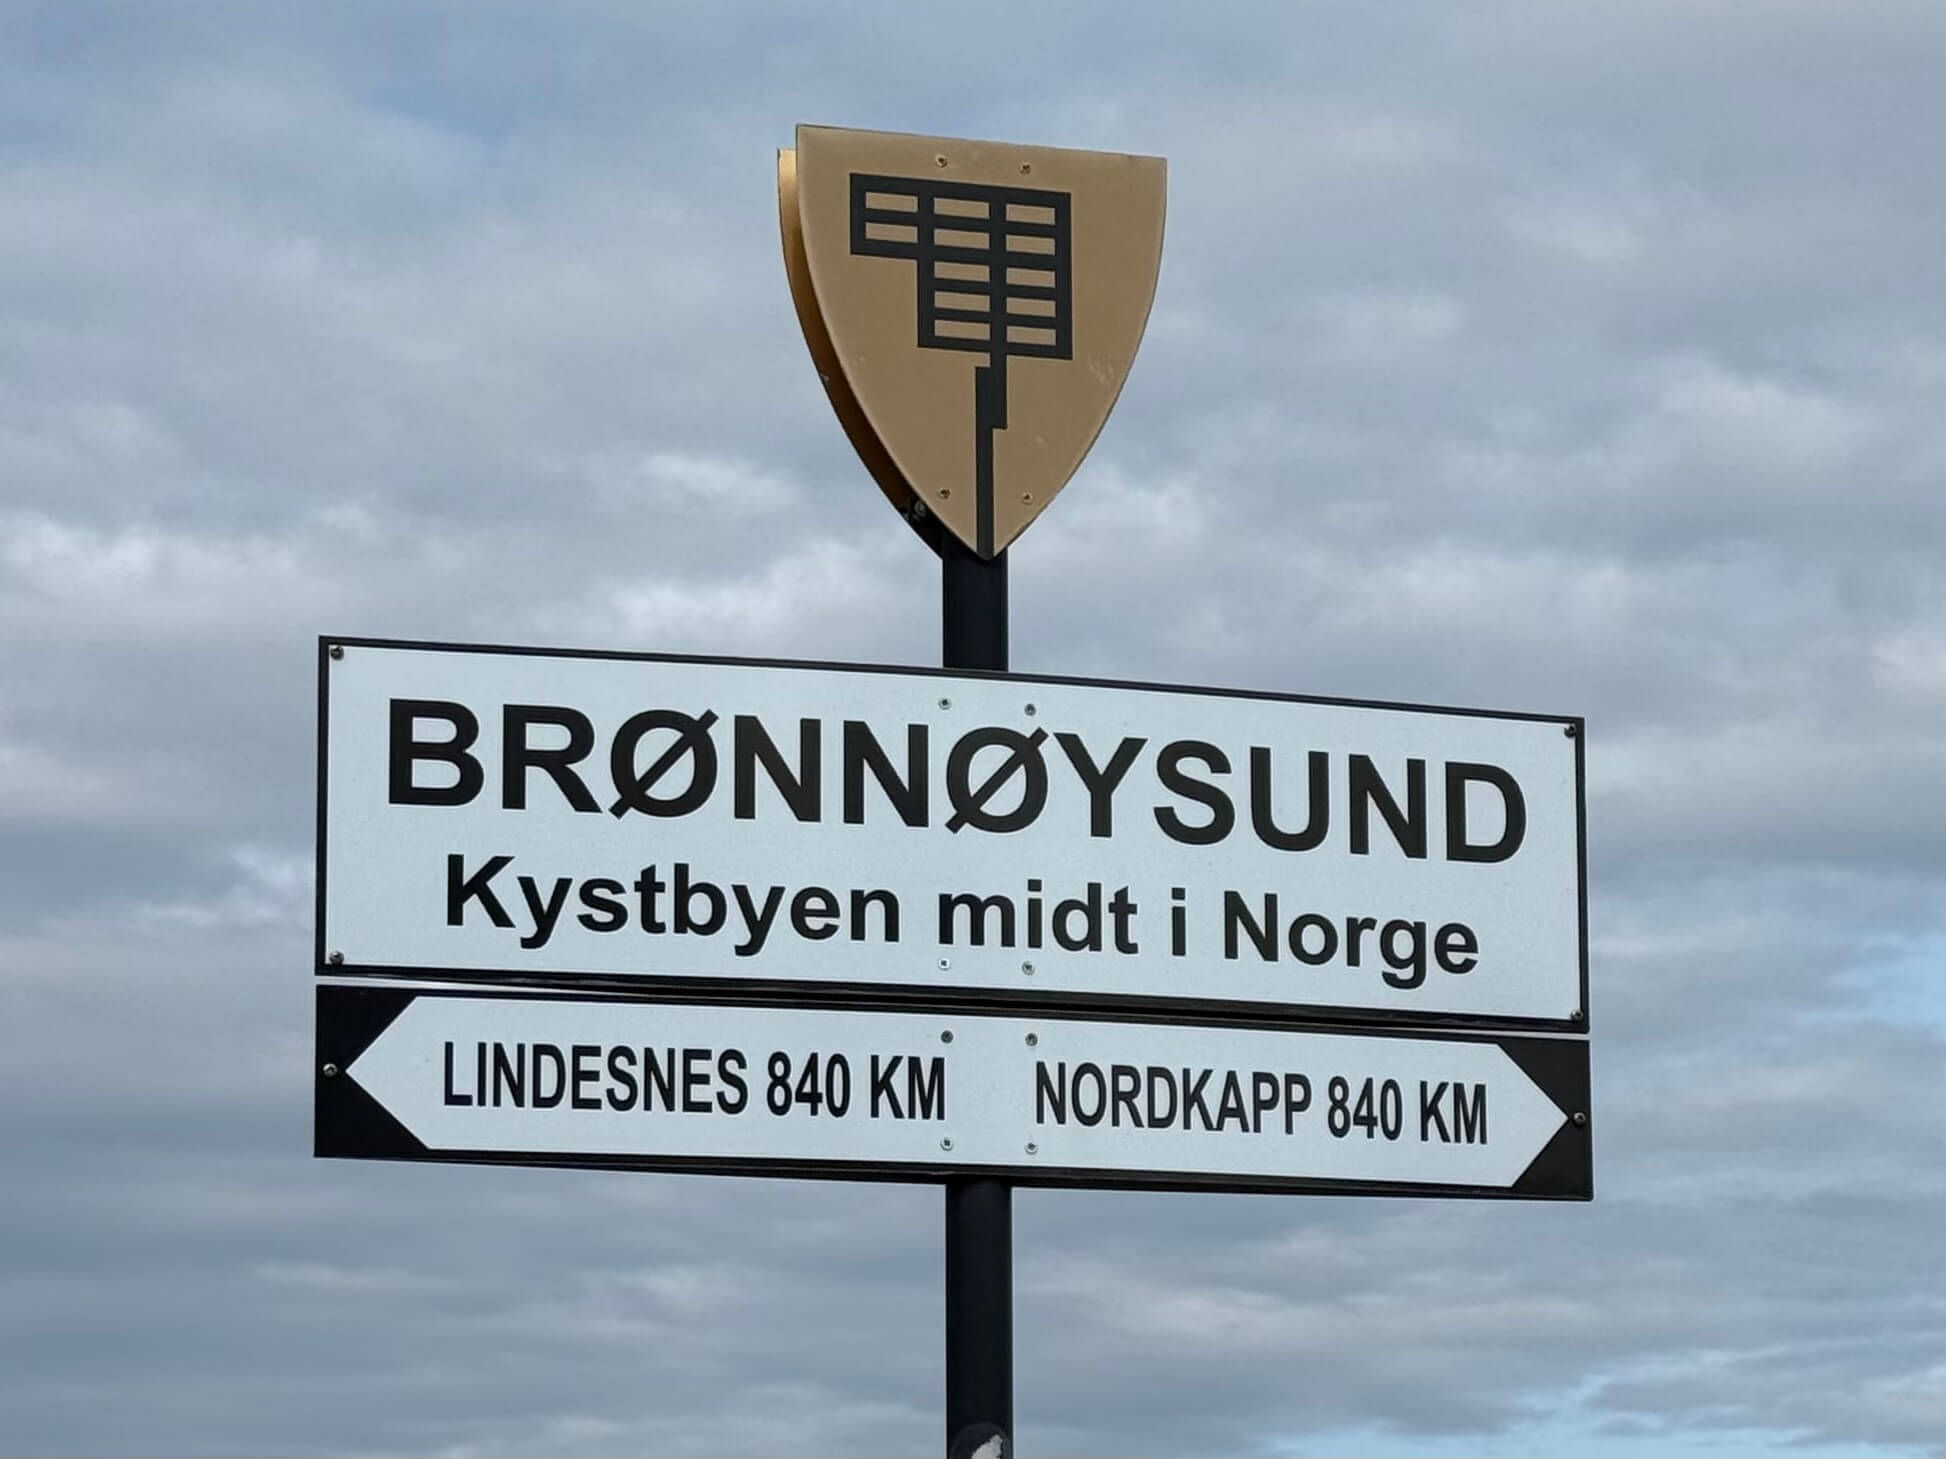 BRØNNØYSUND
Kystbyen midt i Norge
LINDESNES 840 KM
NORDKAPP 840 KM